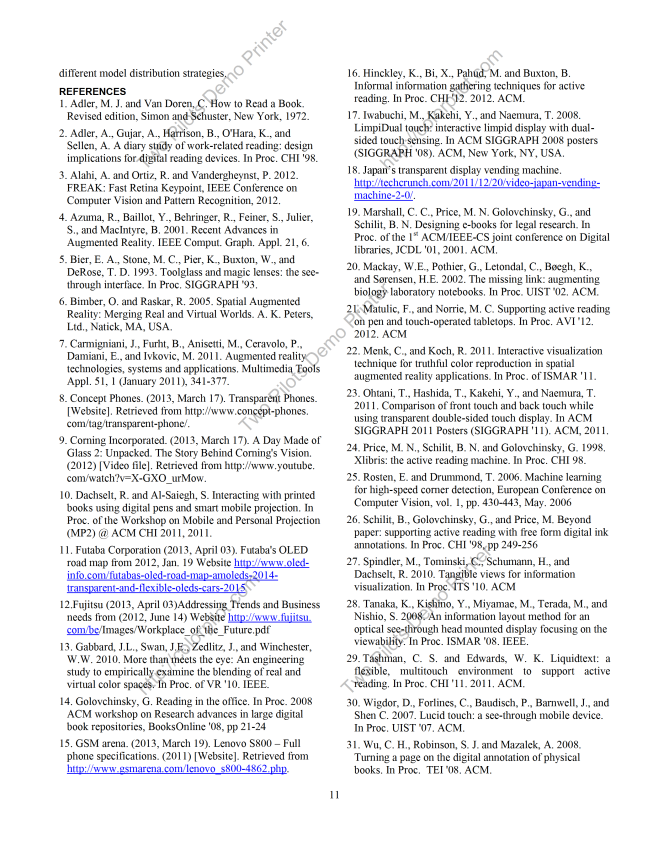 different model distribution strategies.
REFERENCES
1. Adler, M. J. and Van Doren, C. How to Read a Book.
Revised edition, Simon and Schuster, New York, 1972.
2. Adler, A., Gujar, A., Harrison, B., O'Hara, K., and
Sellen, A. A diary study of work-related reading: design
implications for digital reading devices. In Proc. CHI '98.
3. Alahi, A. and Ortiz, R. and Vandergheynst, P. 2012.
FREAK: Fast Retina Keypoint, IEEE Conference on
Computer Vision and Pattern Recognition, 2012.
4. Azuma, R., Baillot, Y., Behringer, R., Feiner, S., Julier,
S., and MacIntyre, B. 2001. Recent Advances in
Augmented Reality. IEEE Comput. Graph. Appl. 21, 6.
5. Bier, E. A., Stone, M. C., Pier, K., Buxton, W., and
DeRose, T. D. 1993. Toolglass and magic lenses: the see-
through interface. In Proc. SIGGRAPH '93.
6. Bimber, O. and Raskar, R. 2005. Spatial Augmented
Reality: Merging Real and Virtual Worlds. A. K. Peters,
Ltd., Natick, MA, USA.
7. Carmigniani, J., Furht, B., Anisetti, M., Ceravolo, P.,
Damiani, E., and Ivkovic, M. 2011. Augmented reality
technologies, systems and applications. Multimedia Tools
Appl. 51, 1 (January 2011), 341-377.
8. Concept Phones. (2013, March 17). Transparent Phones.
[Website]. Retrieved from http://www.concept-phones.
com/tag/transparent-phone/.
9. Corning Incorporated. (2013, March 17). A Day Made of
Glass 2: Unpacked. The Story Behind Corning's Vision.
(2012) [Video file]. Retrieved from http://www.youtube.
com/watch?v=X-GXO_urMow.
10. Dachselt, R. and Al-Saiegh, S. Interacting with printed
books using digital pens and smart mobile projection. In
Proc. of the Workshop on Mobile and Personal Projection
(MP2) @ ACM CHI 2011, 2011.
11. Futaba Corporation (2013, April 03). Futaba's OLED
road map from 2012, Jan. 19 Website http://www.oled-
info.com/futabas-oled-road-map-amoleds-2014-
transparent-and-flexible-oleds-cars-2015
12.Fujitsu (2013, April 03)Addressing Trends and Business
needs from (2012, June 14) Website http://www.fujitsu.
com/be/Images/Workplace_of_the_Future.pdf
13. Gabbard, J.L., Swan, J.E., Zedlitz, J., and Winchester,
W.W. 2010. More than meets the eye: An engineering
study to empirically examine the blending of real and
virtual color spaces. In Proc. of VR '10. IEEE.
14. Golovchinsky, G. Reading in the office. In Proc. 2008
ACM workshop on Research advances in large digital
book repositories, BooksOnline '08, pp 21-24
15. GSM arena. (2013, March 19). Lenovo S800 – Full
phone specifications. (2011) [Website]. Retrieved from
http://www.gsmarena.com/lenovo_s800-4862.php.
16. Hinckley, K., Bi, X., Pahud, M. and Buxton, B.
Informal information gathering techniques for active
reading. In Proc. CHI '12. 2012. ACM.
17. Iwabuchi, M., Kakehi, Y., and Naemura, T. 2008.
LimpiDual touch: interactive limpid display with dual-
sided touch sensing. In ACM SIGGRAPH 2008 posters
(SIGGRAPH '08). ACM, New York, NY, USA.
18. Japan's transparent display vending machine.
http://techcrunch.com/2011/12/20/video-japan-vending-
machine-2-0/.
19. Marshall, C. C., Price, M. N. Golovchinsky, G., and
Schilit, B. N. Designing e-books for legal research. In
Proc. of the 1st ACM/IEEE-CS joint conference on Digital
libraries, JCDL '01, 2001. ACM.
20. Mackay, W.E., Pothier, G., Letondal, C., Bøegh, K.,
and Sørensen, H.E. 2002. The missing link: augmenting
biology laboratory notebooks. In Proc. UIST '02. ACM.
21. Matulic, F., and Norrie, M. C. Supporting active reading
on pen and touch-operated tabletops. In Proc. AVI '12.
2012. ACM
22. Menk, C., and Koch, R. 2011. Interactive visualization
technique for truthful color reproduction in spatial
augmented reality applications. In Proc. of ISMAR '11.
23. Ohtani, T., Hashida, T., Kakehi, Y., and Naemura, T.
2011. Comparison of front touch and back touch while
using transparent double-sided touch display. In ACM
SIGGRAPH 2011 Posters (SIGGRAPH '11). ACM, 2011.
24. Price, M. N., Schilit, B. N. and Golovchinsky, G. 1998.
Xlibris: the active reading machine. In Proc. CHI 98.
25. Rosten, E. and Drummond, T. 2006. Machine learning
for high-speed corner detection, European Conference on
Computer Vision, vol. 1, pp. 430-443, May. 2006
26. Schilit, B., Golovchinsky, G., and Price, M. Beyond
paper: supporting active reading with free form digital ink
annotations. In Proc. CHI '98, pp 249-256
27. Spindler, M., Tominski, C., Schumann, H., and
Dachselt, R. 2010. Tangible views for information
visualization. In Proc. ITS '10. ACM
28. Tanaka, K., Kishino, Y., Miyamae, M., Terada, M., and
Nishio, S. 2008. An information layout method for an
optical see-through head mounted display focusing on the
viewability. In Proc. ISMAR '08. IEEE.
29. Tashman, C. S. and Edwards, W. K. Liquidtext: a
flexible, multitouch environment to support active
reading. In Proc. CHI '11. 2011. ACM.
30. Wigdor, D., Forlines, C., Baudisch, P., Barnwell, J., and
Shen C. 2007. Lucid touch: a see-through mobile device.
In Proc. UIST '07. ACM.
31. Wu, C. H., Robinson, S. J. and Mazalek, A. 2008.
Turning a page on the digital annotation of physical
books. In Proc. TEI '08. ACM.
11
Two Pilots Demo Printer
Two Pilots Demo Printer
Two Pilots Demo Printer